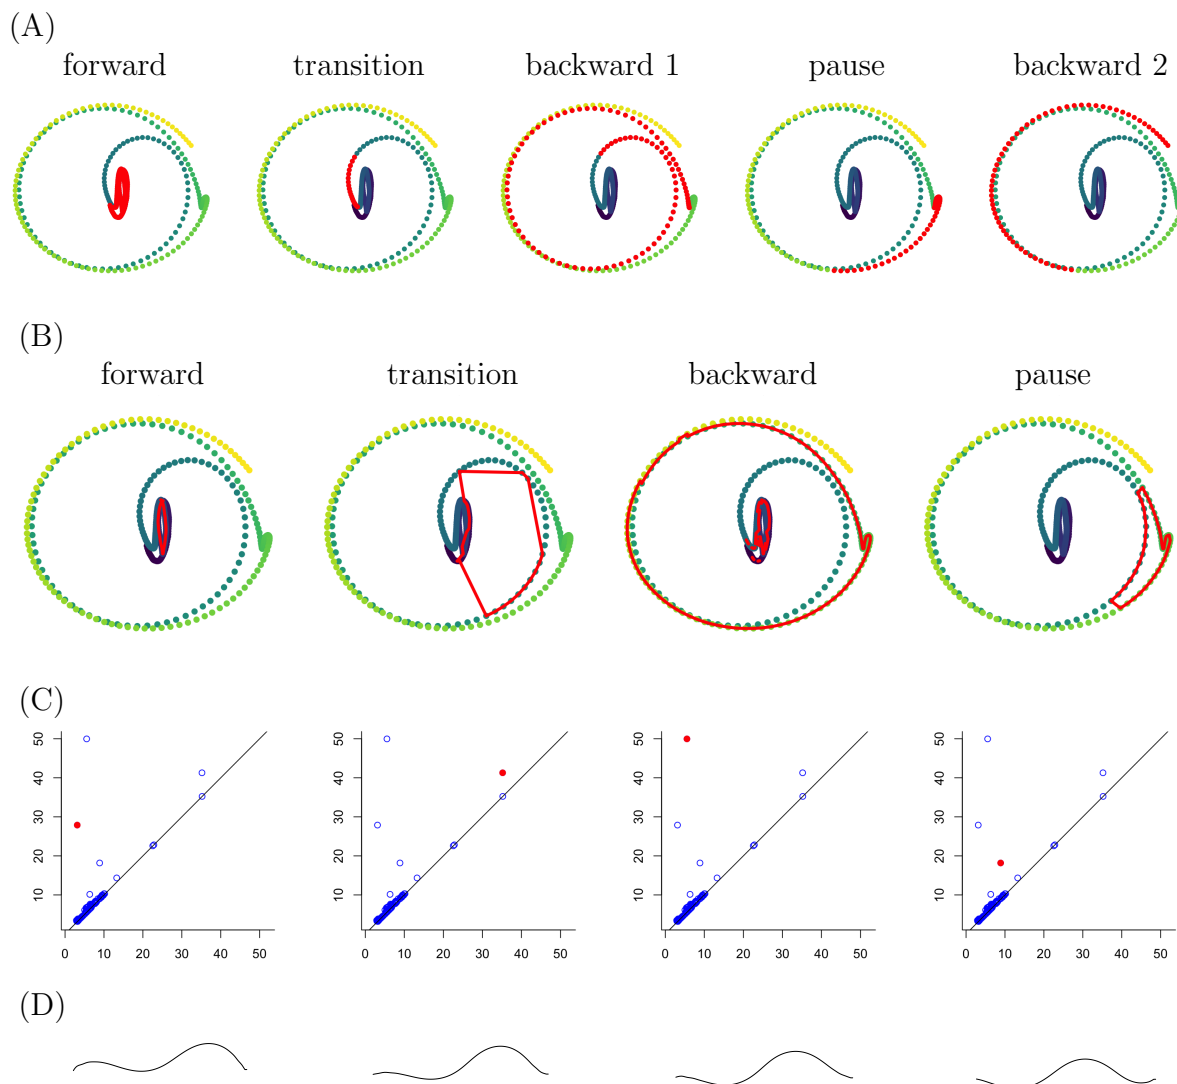 (A)
forward transition backward 1 pause backward 2
(B)
forward transition backward pause
(C)
50 50 50 50
40 40 40 40
30 30 30 30
20 20 20 20
10 10 10 10
0 10 20 30 40 50 0 10 20 30 40 50 0 10 20 30 40 50 0 10 20 30 40 50
(D)